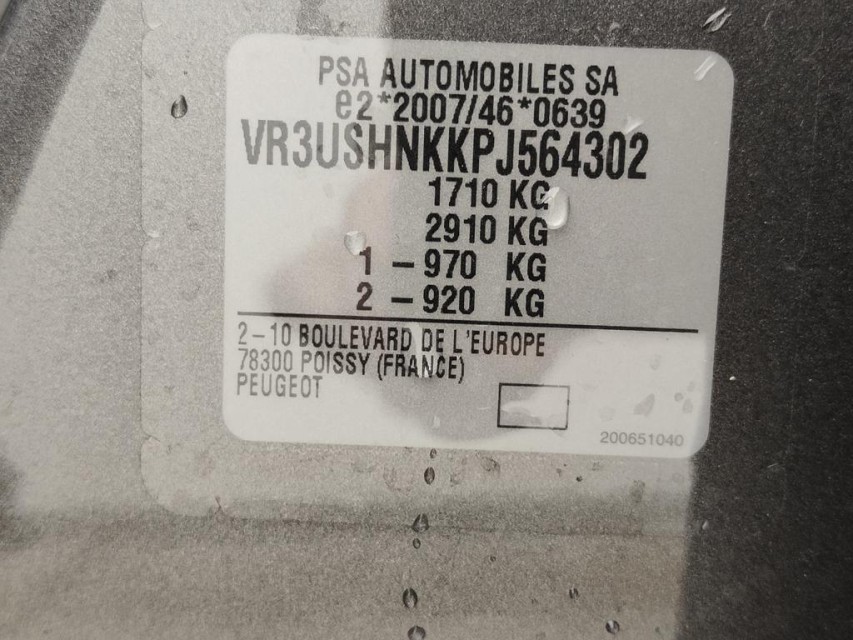 PSA AUTOMOBILES SA
e2*2007/46*0639
VR3USHNKKPJ564302
1710 KG
2910 KG
1 – 970 KG
2 – 920 KG
2 – 10 BOULEVARD DE L'EUROPE
78300 POISSY (FRANCE)
PEUGEOT
200651040